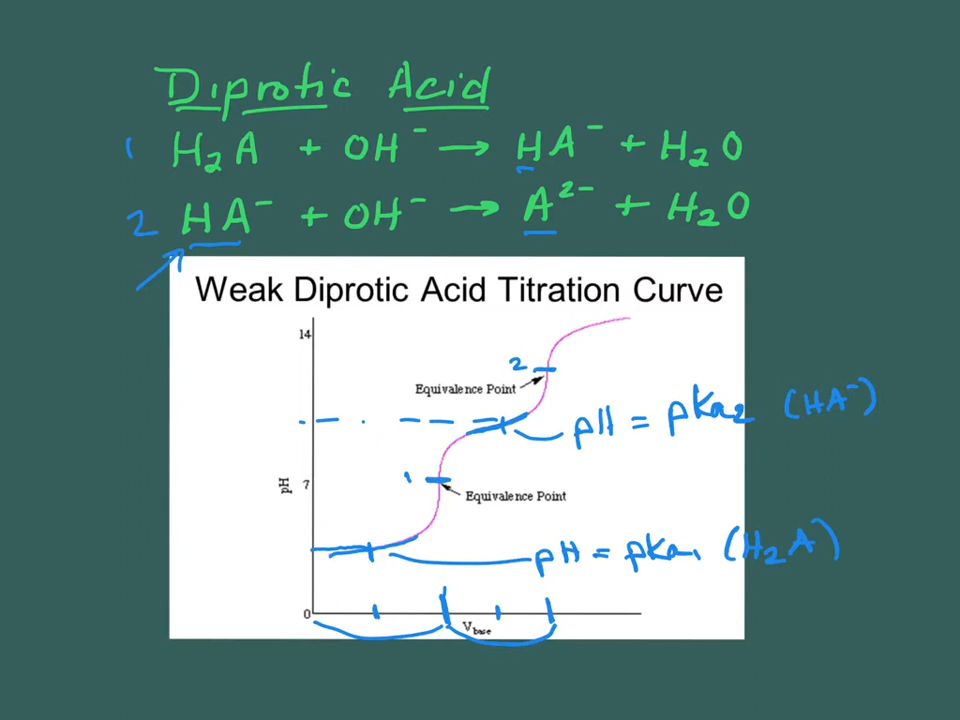 Diprotic Acid
1 H₂A + OH⁻ → HA⁻ + H₂O
2 HA⁻ + OH⁻ → A²⁻ + H₂O
Weak Diprotic Acid Titration Curve
14
2
Equivalence Point
pH = pKa₂ (HA⁻)
1
pH 7
Equivalence Point
pH = pKa₁ (H₂A)
0
V base